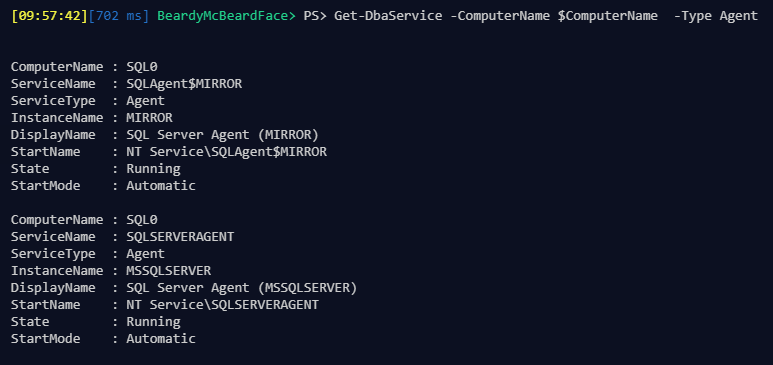 [09:57:42][702 ms] BeardyMcBeardFace> PS> Get-DbaService -ComputerName $ComputerName  -Type Agent
ComputerName : SQL0
ServiceName  : SQLAgent$MIRROR
ServiceType  : Agent
InstanceName : MIRROR
DisplayName  : SQL Server Agent (MIRROR)
StartName    : NT Service\SQLAgent$MIRROR
State        : Running
StartMode    : Automatic
ComputerName : SQL0
ServiceName  : SQLSERVERAGENT
ServiceType  : Agent
InstanceName : MSSQLSERVER
DisplayName  : SQL Server Agent (MSSQLSERVER)
StartName    : NT Service\SQLSERVERAGENT
State        : Running
StartMode    : Automatic